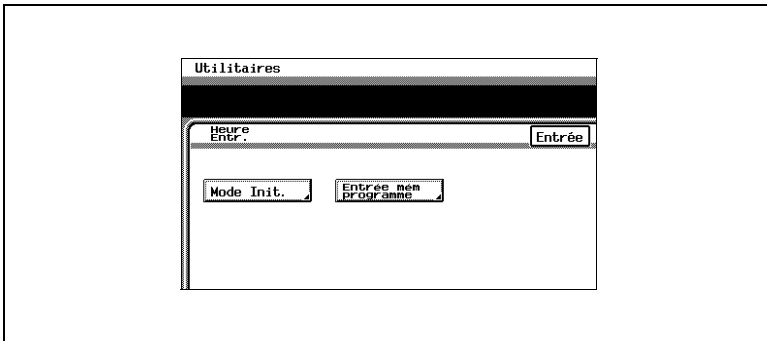 Utilitaires
Heure
Entr.
Entrée
Mode Init.
Entrée mém
programme